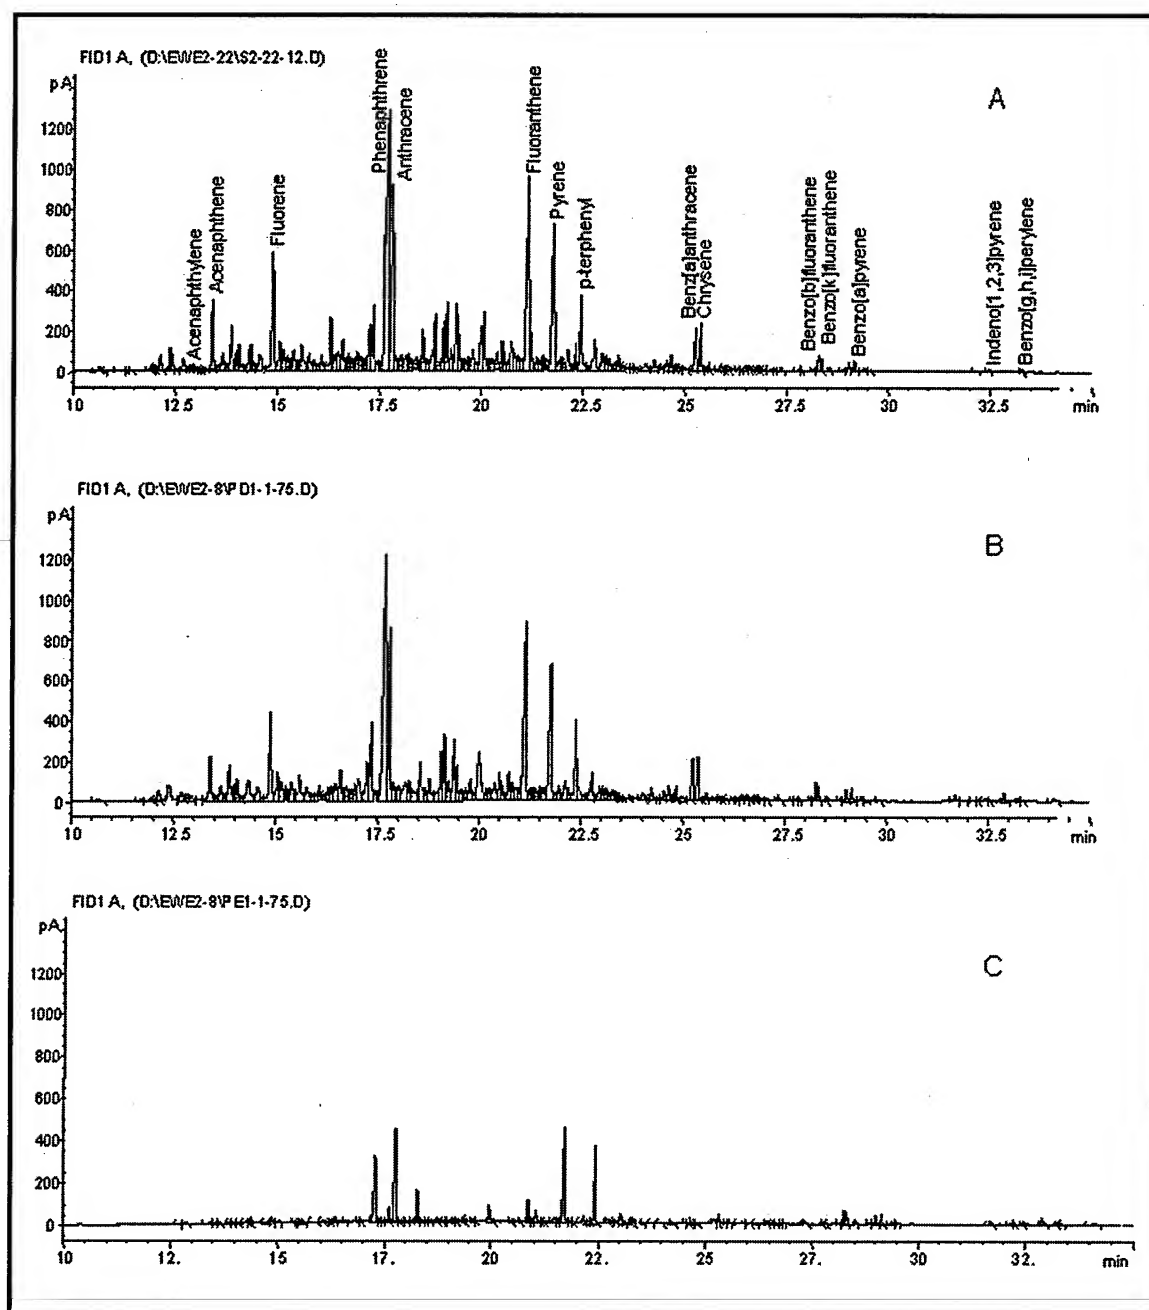 FID1 A, (D:\EWE2-22\S2-22-12.D)
pA
A
1200
1000
800
600
400
200
0
Acenaphthylene
Acenaphthene
Fluorene
Phenaphthrene
Anthracene
Fluoranthene
Pyrene
p-terphenyl
Benz[a]anthracene
Chrysene
Benzo[b]fluoranthene
Benzo[k]fluoranthene
Benzo[a]pyrene
Indeno[1,2,3]pyrene
Benzo[g,h,I]perylene
10 12.5 15 17.5 20 22.5 25 27.5 30 32.5 min
FID1 A, (D:\EWE2-8\PD1-1-75.D)
pA
B
1200
1000
800
600
400
200
0
10 12.5 15 17.5 20 22.5 25 27.5 30 32.5 min
FID1 A, (D:\EWE2-8\PE1-1-75.D)
pA
C
1200
1000
800
600
400
200
0
10 12. 15 17. 20 22. 25 27. 30 32. min